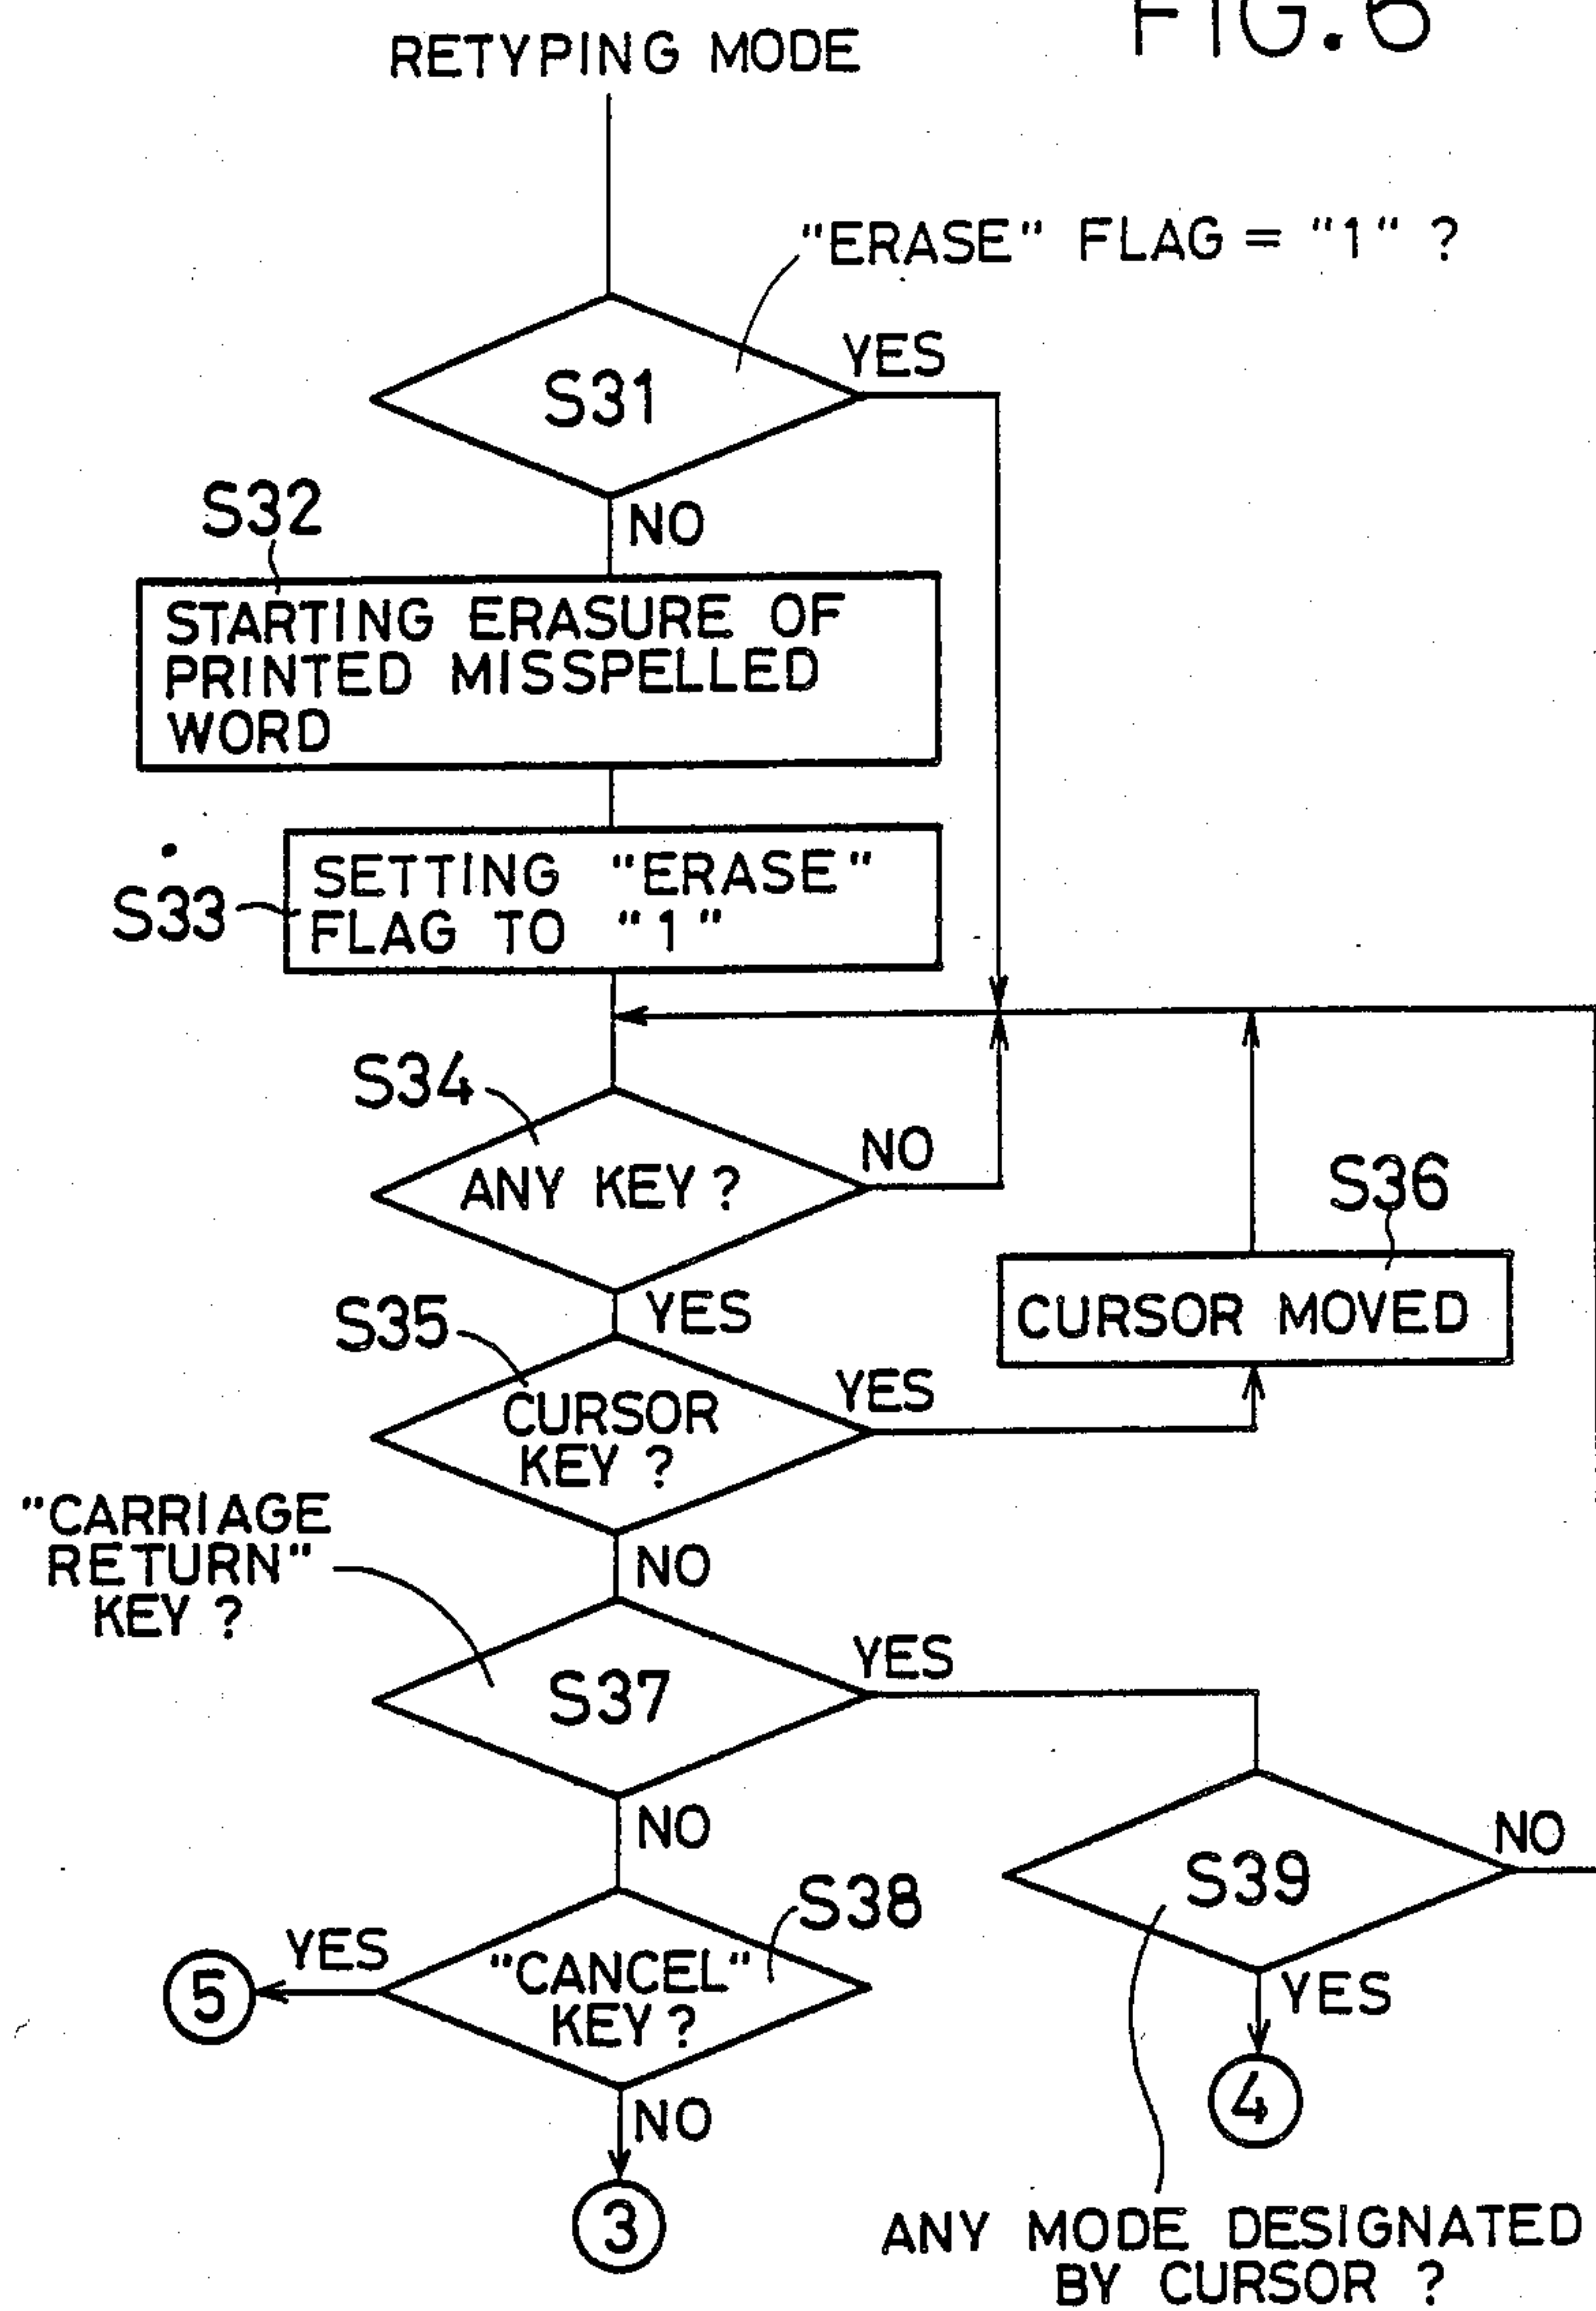 FIG. 6
RETYPING MODE
"ERASE" FLAG = "1" ?
YES
S31
NO
S32
STARTING ERASURE OF
PRINTED MISSPELLED
WORD
S33
SETTING "ERASE"
FLAG TO "1"
S34
ANY KEY ?
NO
YES
S36
CURSOR MOVED
S35
CURSOR
KEY ?
YES
NO
"CARRIAGE
RETURN"
KEY ?
S37
YES
NO
S39
NO
YES
4
S38
"CANCEL"
KEY ?
YES
5
NO
3
ANY MODE DESIGNATED
BY CURSOR ?